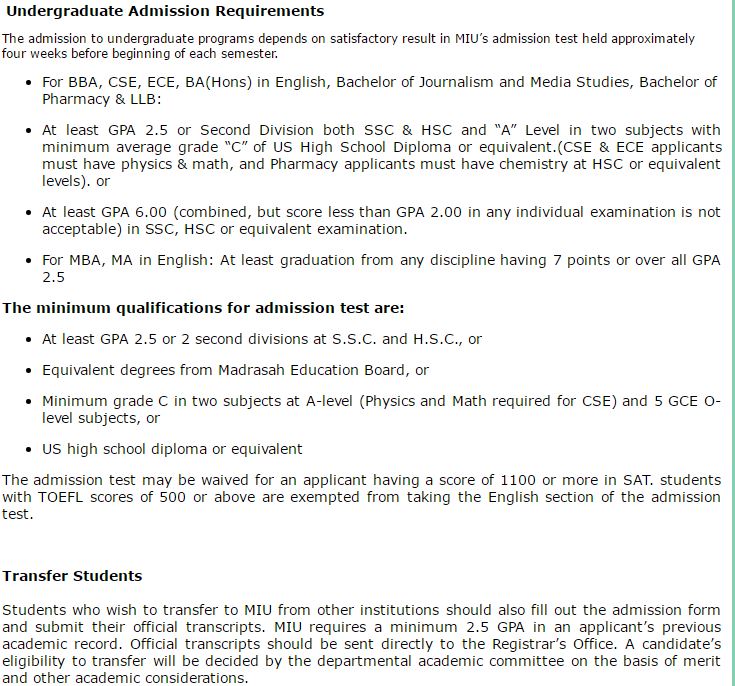 Undergraduate Admission Requirements
The admission to undergraduate programs depends on satisfactory result in MIU's admission test held approximately
four weeks before beginning of each semester.
• For BBA, CSE, ECE, BA(Hons) in English, Bachelor of Journalism and Media Studies, Bachelor of
Pharmacy & LLB:
• At least GPA 2.5 or Second Division both SSC & HSC and “A” Level in two subjects with
minimum average grade “C” of US High School Diploma or equivalent.(CSE & ECE applicants
must have physics & math, and Pharmacy applicants must have chemistry at HSC or equivalent
levels). or
• At least GPA 6.00 (combined, but score less than GPA 2.00 in any individual examination is not
acceptable) in SSC, HSC or equivalent examination.
• For MBA, MA in English: At least graduation from any discipline having 7 points or over all GPA
2.5
The minimum qualifications for admission test are:
• At least GPA 2.5 or 2 second divisions at S.S.C. and H.S.C., or
• Equivalent degrees from Madrasah Education Board, or
• Minimum grade C in two subjects at A-level (Physics and Math required for CSE) and 5 GCE O-
level subjects, or
• US high school diploma or equivalent
The admission test may be waived for an applicant having a score of 1100 or more in SAT. students
with TOEFL scores of 500 or above are exempted from taking the English section of the admission
test.
Transfer Students
Students who wish to transfer to MIU from other institutions should also fill out the admission form
and submit their official transcripts. MIU requires a minimum 2.5 GPA in an applicant's previous
academic record. Official transcripts should be sent directly to the Registrar's Office. A candidate's
eligibility to transfer will be decided by the departmental academic committee on the basis of merit
and other academic considerations.